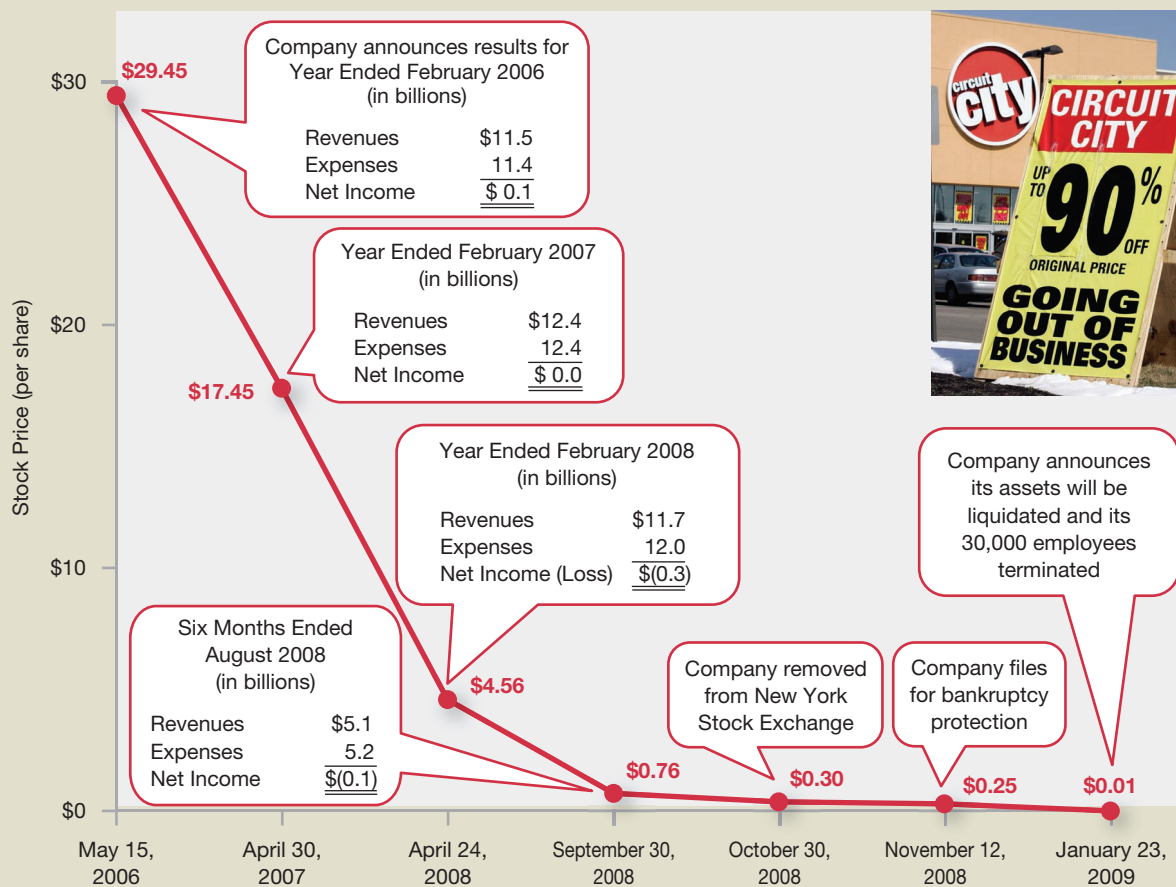 Stock Price (per share)
$30
$20
$10
$0
$29.45
Company announces results for
Year Ended February 2006
(in billions)
Revenues $11.5
Expenses 11.4
Net Income $ 0.1
$17.45
Year Ended February 2007
(in billions)
Revenues $12.4
Expenses 12.4
Net Income $ 0.0
$4.56
Year Ended February 2008
(in billions)
Revenues $11.7
Expenses 12.0
Net Income (Loss) $(0.3)
Six Months Ended
August 2008
(in billions)
Revenues $5.1
Expenses 5.2
Net Income $(0.1)
$0.76
Company removed
from New York
Stock Exchange
$0.30
Company files
for bankruptcy
protection
$0.25
Company announces
its assets will be
liquidated and its
30,000 employees
terminated
$0.01
circuit
city
CIRCUIT
CITY
UP
TO
90%
OFF
ORIGINAL PRICE
GOING
OUT OF
BUSINESS
May 15,
2006
April 30,
2007
April 24,
2008
September 30,
2008
October 30,
2008
November 12,
2008
January 23,
2009